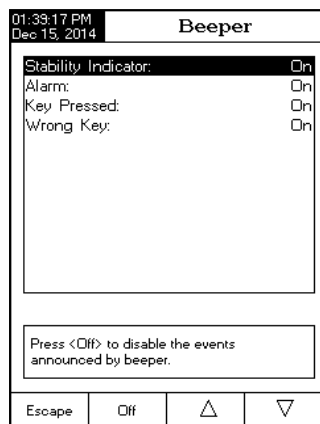 01:39:17 PM
Dec 15, 2014
Beeper
Stability Indicator: On
Alarm: On
Key Pressed: On
Wrong Key: On
Press <Off> to disable the events
announced by beeper.
Escape Off